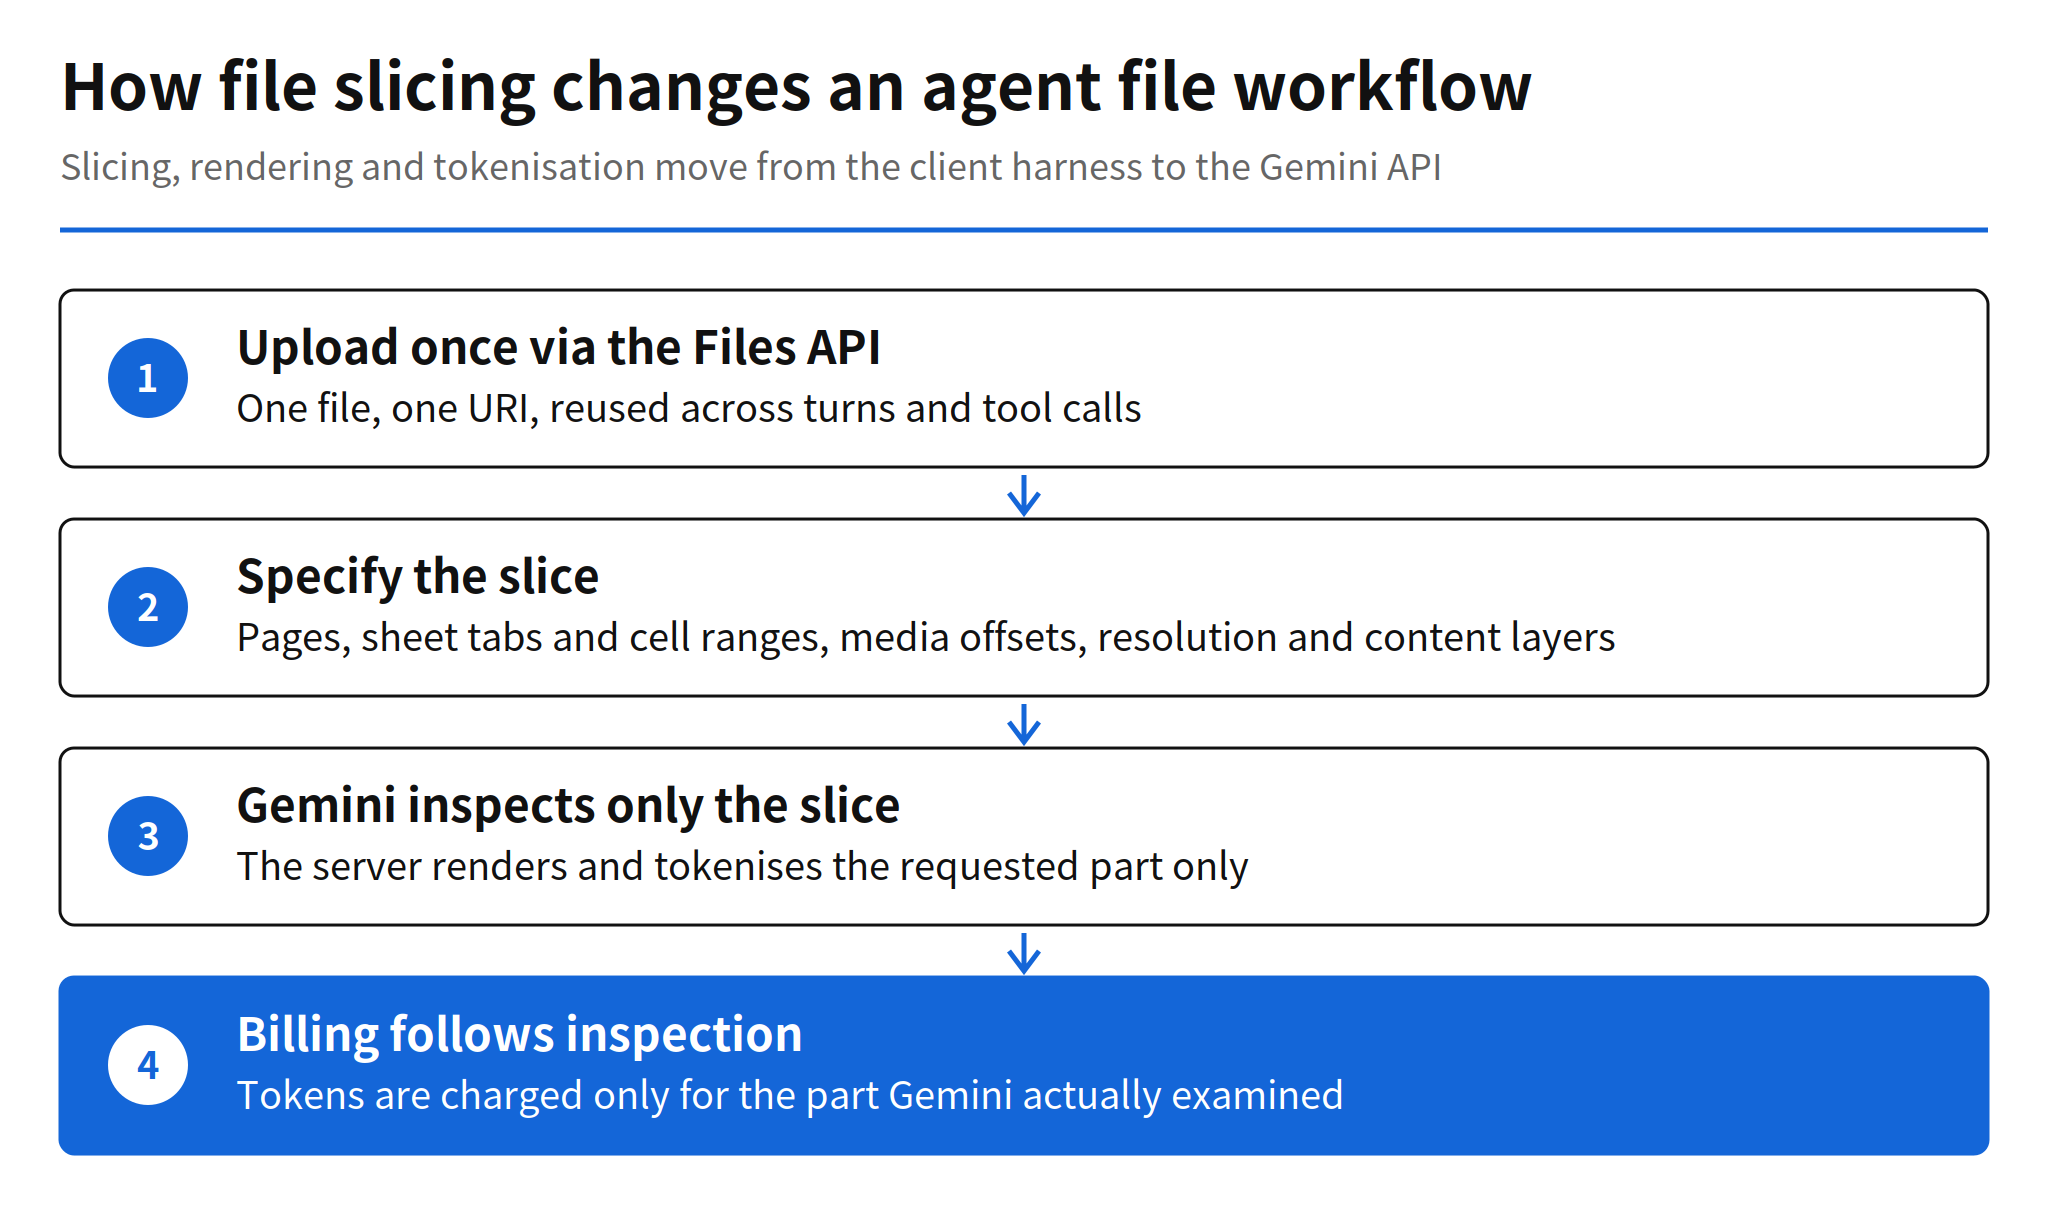 How file slicing changes an agent file workflow
Slicing, rendering and tokenisation move from the client harness to the Gemini API
1
Upload once via the Files API
One file, one URI, reused across turns and tool calls
2
Specify the slice
Pages, sheet tabs and cell ranges, media offsets, resolution and content layers
3
Gemini inspects only the slice
The server renders and tokenises the requested part only
4
Billing follows inspection
Tokens are charged only for the part Gemini actually examined